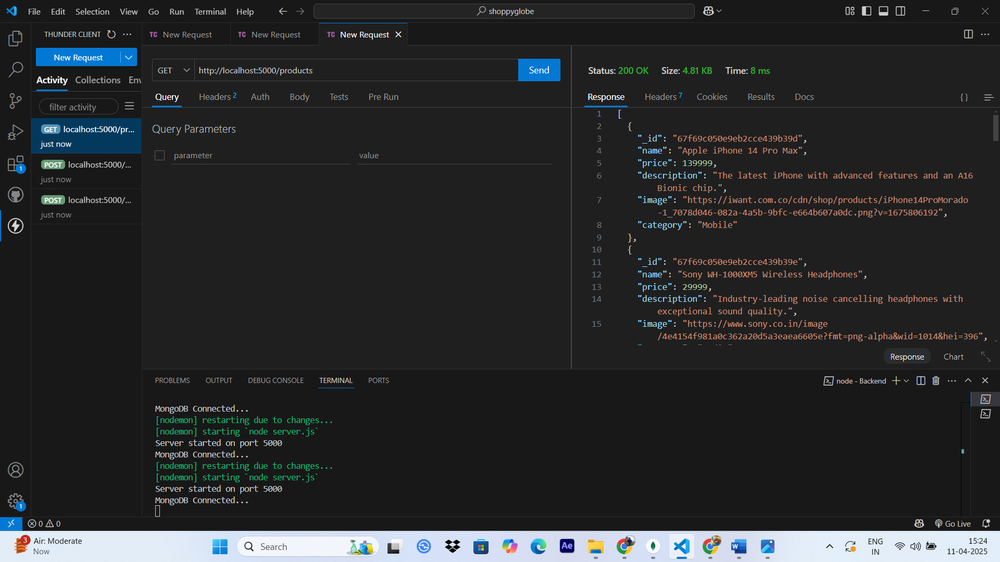 File Edit Selection View Go Run Terminal Help
shoppyglobe
THUNDER CLIENT
New Request
Activity Collections Env
filter activity
GET localhost:5000/pr...
just now
POST localhost:5000/...
just now
POST localhost:5000/...
just now
1
1
TC New Request
TC New Request
TC New Request
GET http://localhost:5000/products Send
Query Headers 2 Auth Body Tests Pre Run
Query Parameters
parameter value
Status: 200 OK Size: 4.81 KB Time: 8 ms
Response Headers 7 Cookies Results Docs {}
1 [
2 {
3 "_id": "67f69c050e9eb2cce439b39d",
4 "name": "Apple iPhone 14 Pro Max",
5 "price": 139999,
6 "description": "The latest iPhone with advanced features and an A16
Bionic chip.",
7 "image": "https://iwant.com.co/cdn/shop/products/iPhone14ProMorado
-1_7078d046-082a-4a5b-9bfc-e664b607a0dc.png?v=1675806192",
8 "category": "Mobile"
9 },
10 {
11 "_id": "67f69c050e9eb2cce439b39e",
12 "name": "Sony WH-1000XM5 Wireless Headphones",
13 "price": 29999,
14 "description": "Industry-leading noise cancelling headphones with
exceptional sound quality.",
15 "image": "https://www.sony.co.in/image
/4e4154f981a0c362a20d5a3eaea6605e?fmt=png-alpha&wid=1014&hei=396",
Response Chart
PROBLEMS OUTPUT DEBUG CONSOLE TERMINAL PORTS
node - Backend
MongoDB Connected...
[nodemon] restarting due to changes...
[nodemon] starting `node server.js`
Server started on port 5000
MongoDB Connected...
[nodemon] restarting due to changes...
[nodemon] starting `node server.js`
Server started on port 5000
MongoDB Connected...
0 0
Go Live
3
Air: Moderate
Now
Search
Ae
W
ENG
IN
15:24
11-04-2025